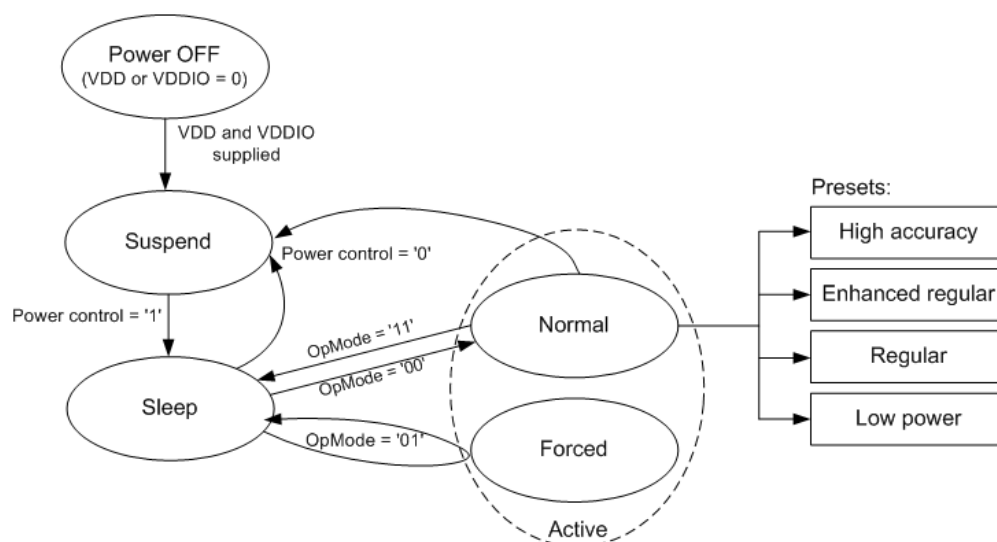 Power OFF
(VDD or VDDIO = 0)
VDD and VDDIO
supplied
Suspend
Power control = '0'
Power control = '1'
Sleep
OpMode = '11'
OpMode = '00'
OpMode = '01'
Normal
Forced
Active
Presets:
High accuracy
Enhanced regular
Regular
Low power